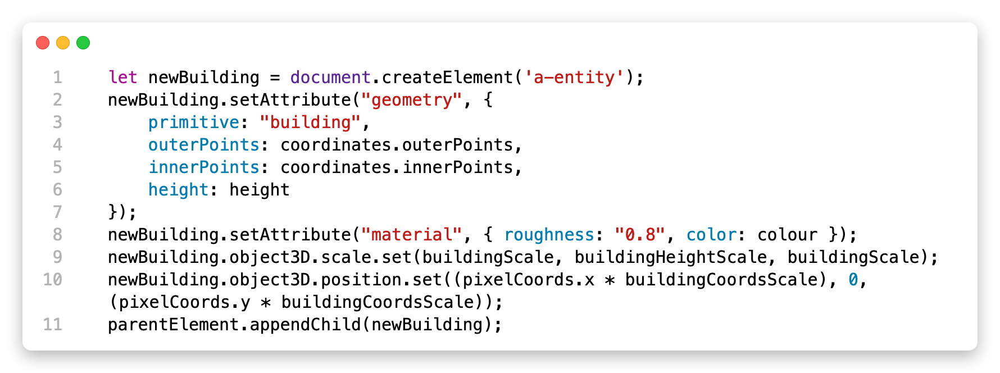 1 let newBuilding = document.createElement('a-entity');
2 newBuilding.setAttribute("geometry", {
3 primitive: "building",
4 outerPoints: coordinates.outerPoints,
5 innerPoints: coordinates.innerPoints,
6 height: height
7 });
8 newBuilding.setAttribute("material", { roughness: "0.8", color: colour });
9 newBuilding.object3D.scale.set(buildingScale, buildingHeightScale, buildingScale);
10 newBuilding.object3D.position.set((pixelCoords.x * buildingCoordsScale), 0,
(pixelCoords.y * buildingCoordsScale));
11 parentElement.appendChild(newBuilding);